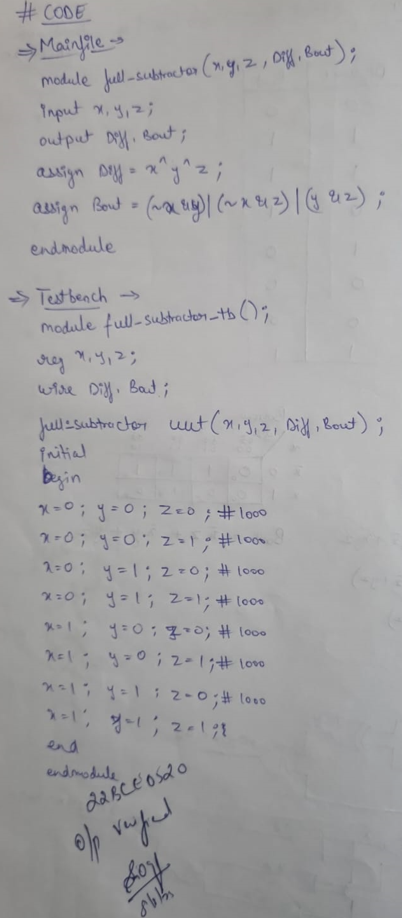 # CODE
⇒ Mainfile →
module full-subtractor(x,y,z, Diff, Bout);
input x, y, z;
output Diff, Bout;
assign Diff = x^y^z;
assign Bout = (~x&y)|(~x&z)|(y&z);
endmodule
⇒ Testbench →
module full-subtractor-tb();
reg x,y,z;
wire Diff, Bout;
full-subtractor uut(x,y,z, Diff, Bout);
initial
begin
x=0; y=0; z=0; #1000
x=0; y=0; z=1; #1000
x=0; y=1; z=0; #1000
x=0; y=1; z=1; #1000
x=1; y=0; z=0; #1000
x=1; y=0; z=1; #1000
x=1; y=1; z=0; #1000
x=1; y=1; z=1;
end
endmodule
22BCE0520
o/p verified